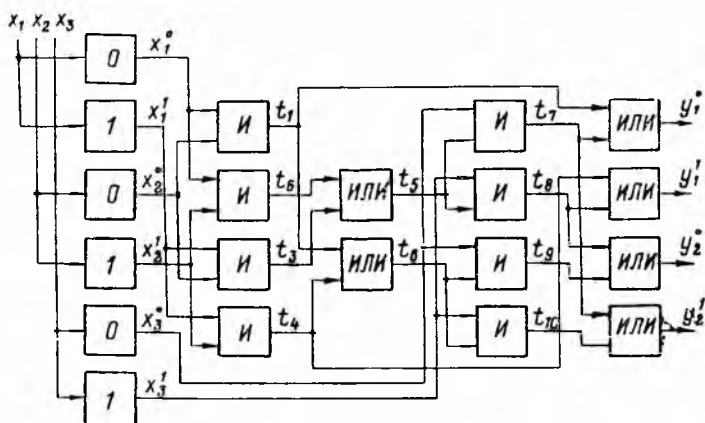 x₁ x₂ x₃
0 x₁⁰
1 x₁¹
0 x₂⁰
1 x₂¹
0 x₃⁰
1 x₃¹
И t₁
И t₆
И t₃
И t₄
ИЛИ t₅
ИЛИ t₆
И t₇
И t₈
И t₉
И t₁₀
ИЛИ y₁⁰
ИЛИ y₁¹
ИЛИ y₂⁰
ИЛИ y₂¹